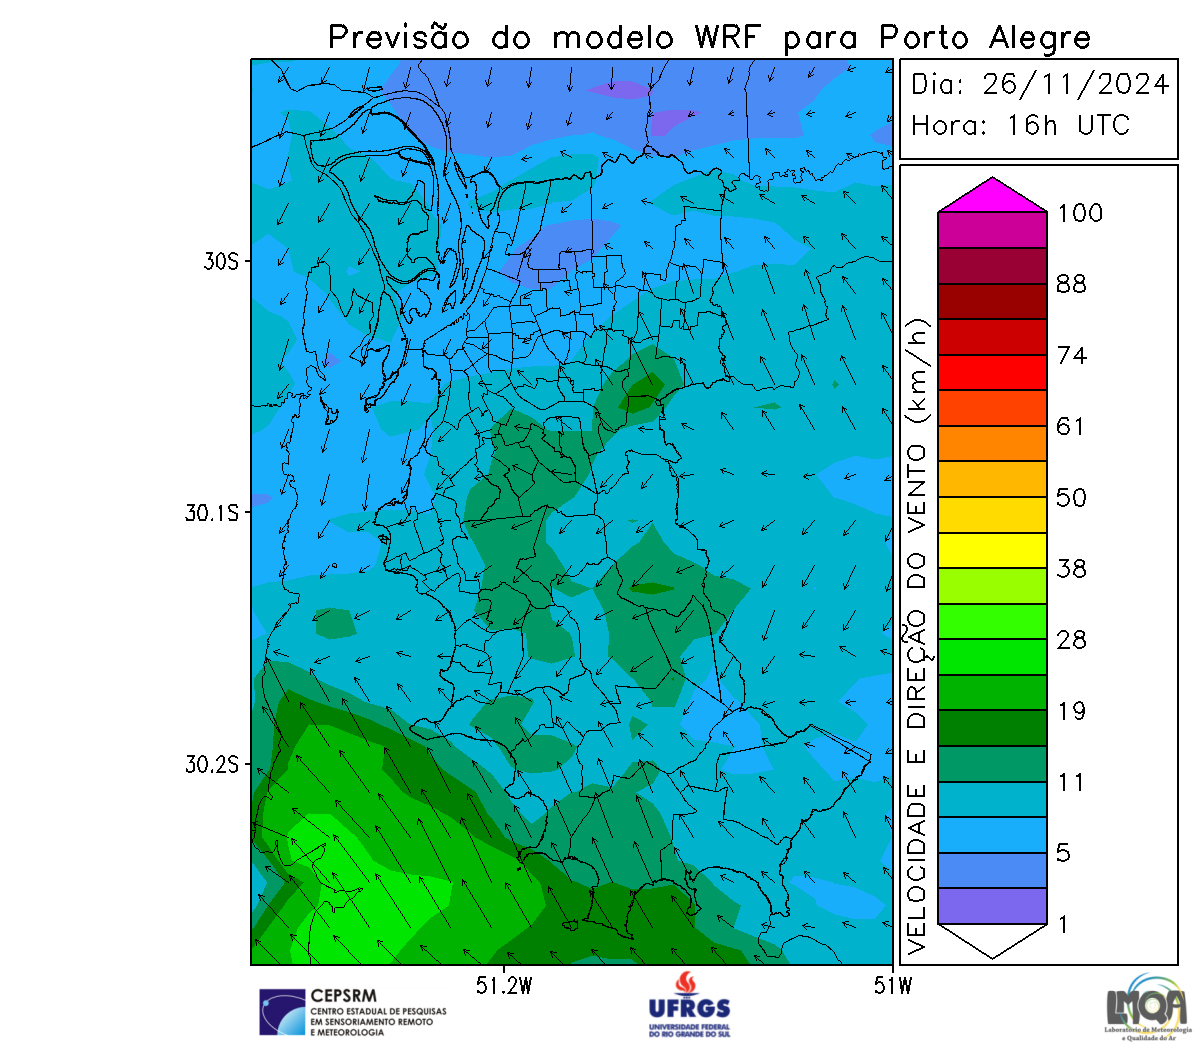 Previsão do modelo WRF para Porto Alegre
Dia: 26/11/2024
Hora: 16h UTC
30S
30.1S
30.2S
51.2W
51W
VELOCIDADE E DIREÇÃO DO VENTO (km/h)
100
88
74
61
50
38
28
19
11
5
1
CEPSRM
CENTRO ESTADUAL DE PESQUISAS
EM SENSORIAMENTO REMOTO
E METEOROLOGIA
UFRGS
UNIVERSIDADE FEDERAL
DO RIO GRANDE DO SUL
LMQA
Laboratório de Meteorologia
e Qualidade do Ar